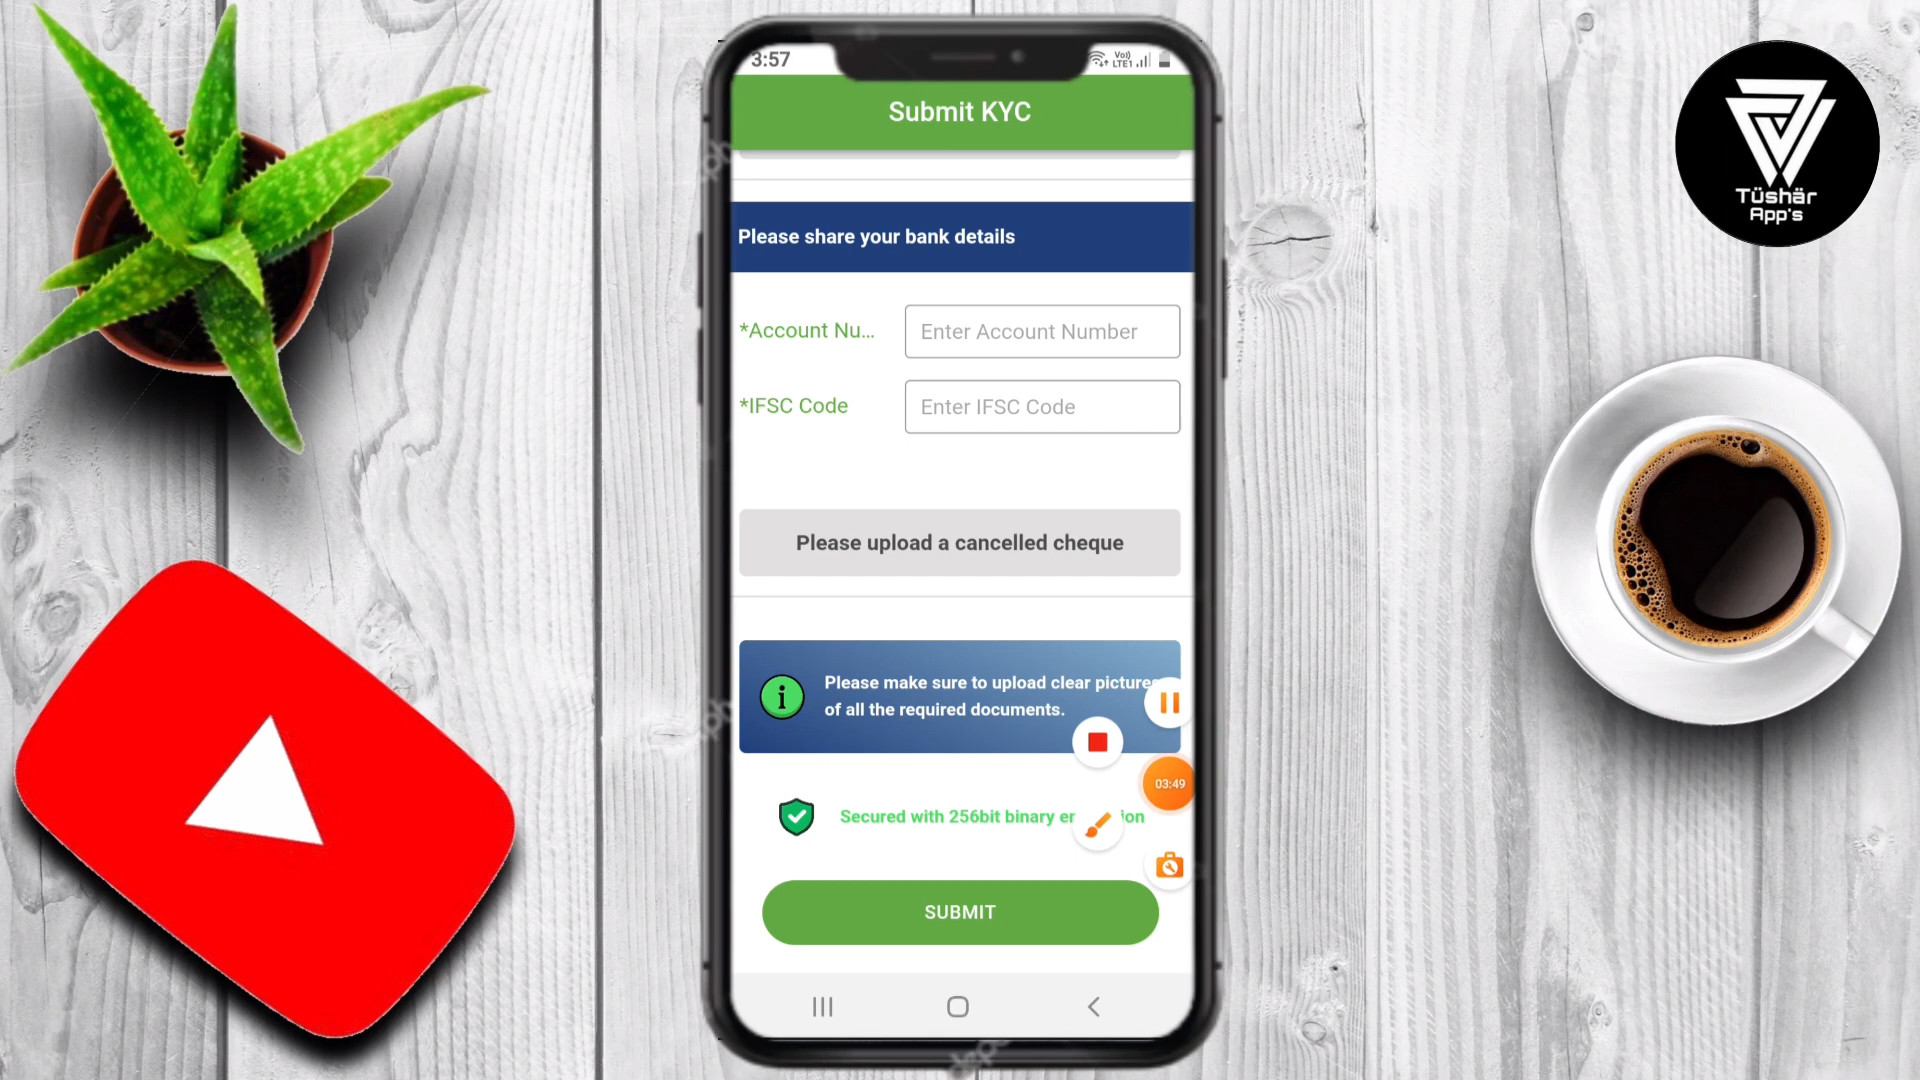 3:57
Vo)
LTE1
Submit KYC
Tüshär
App's
Please share your bank details
*Account Nu...
Enter Account Number
*IFSC Code
Enter IFSC Code
Please upload a cancelled cheque
Please make sure to upload clear pictures
of all the required documents.
03:49
Secured with 256bit binary
SUBMIT